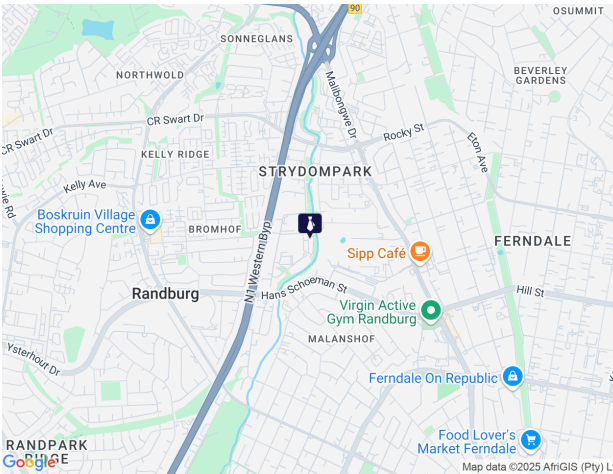 90
OSUMMIT
SONNEGLANS
NORTHWOLD
BEVERLEY
GARDENS
Malibongwe Dr
CR Swart Dr
CR Swart Dr
Rocky St
Eton Ave
KELLY RIDGE
STRYDOMPARK
Kelly Ave
wie Rd
Boskruin Village
Shopping Centre
BROMHOF
N1 Western Byp
Sipp Café
FERNDALE
Randburg
Hans Schoeman St
Hill St
Virgin Active
Gym Randburg
MALANSHOF
Ysterhout Dr
Ferndale On Republic
Food Lover's
Market Ferndale
RANDPARK
RIDGE
Google
Map data ©2025 AfriGIS (Pty) L